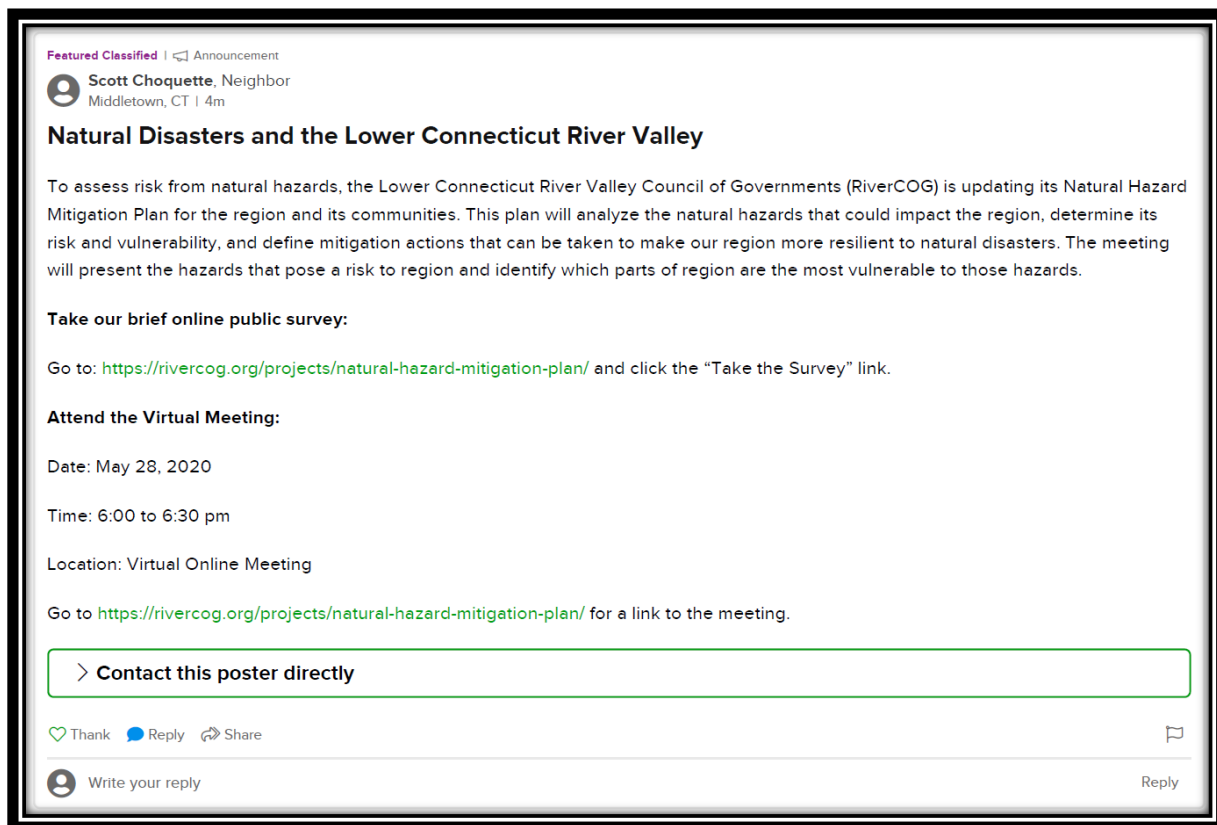 Featured Classified | Announcement
Scott Choquette, Neighbor
Middletown, CT | 4m
Natural Disasters and the Lower Connecticut River Valley
To assess risk from natural hazards, the Lower Connecticut River Valley Council of Governments (RiverCOG) is updating its Natural Hazard
Mitigation Plan for the region and its communities. This plan will analyze the natural hazards that could impact the region, determine its
risk and vulnerability, and define mitigation actions that can be taken to make our region more resilient to natural disasters. The meeting
will present the hazards that pose a risk to region and identify which parts of region are the most vulnerable to those hazards.
Take our brief online public survey:
Go to: https://rivercog.org/projects/natural-hazard-mitigation-plan/ and click the “Take the Survey” link.
Attend the Virtual Meeting:
Date: May 28, 2020
Time: 6:00 to 6:30 pm
Location: Virtual Online Meeting
Go to https://rivercog.org/projects/natural-hazard-mitigation-plan/ for a link to the meeting.
Contact this poster directly
Thank Reply Share
Write your reply Reply